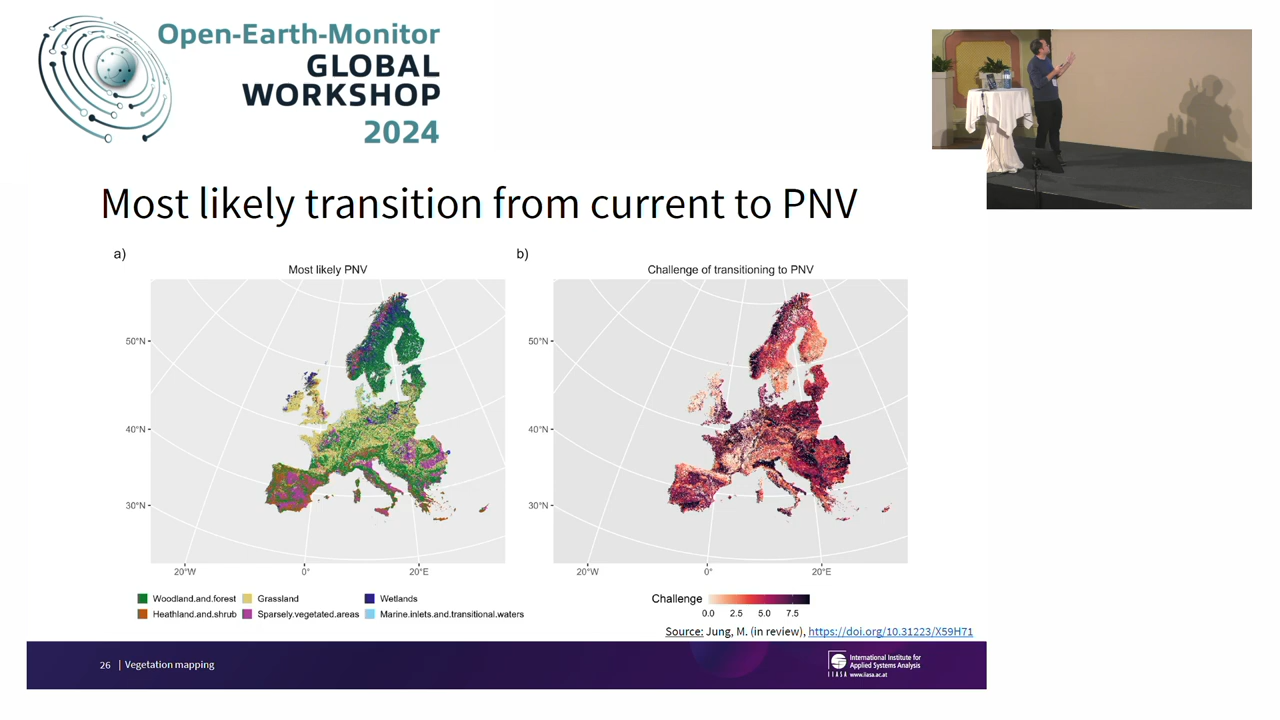 Open-Earth-Monitor
GLOBAL
WORKSHOP
2024
Most likely transition from current to PNV
a)
Most likely PNV
50°N
40°N
30°N
20°W
0°
20°E
Woodland.and.forest
Grassland
Wetlands
Heathland.and.shrub
Sparsely.vegetated.areas
Marine.inlets.and.transitional.waters
b)
Challenge of transitioning to PNV
50°N
40°N
30°N
20°W
0°
20°E
Challenge
0.0 2.5 5.0 7.5
Source: Jung, M. (in review), https://doi.org/10.31223/X59H71
26 | Vegetation mapping
IIASA
International Institute for
Applied Systems Analysis
www.iiasa.ac.at